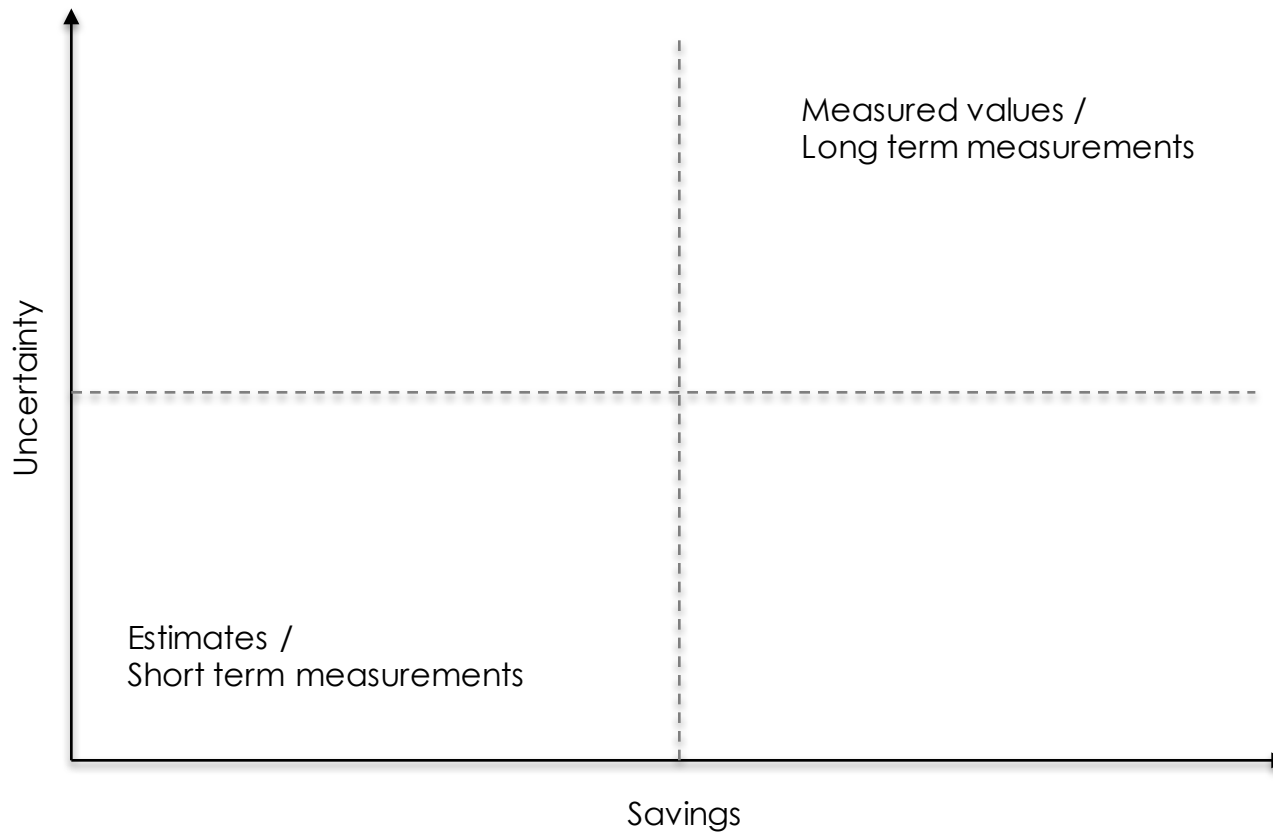 Measured values /
Long term measurements
Uncertainty
Estimates /
Short term measurements
Savings